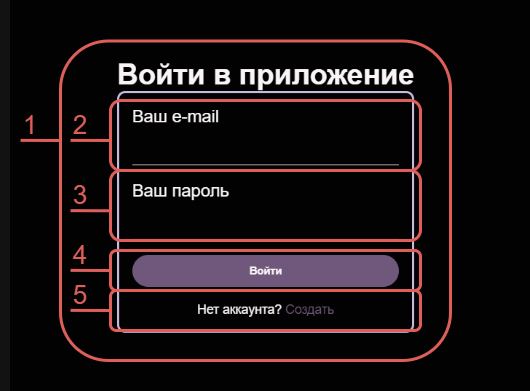 Войти в приложение
1
2
Ваш e-mail
3
Ваш пароль
4
Войти
5
Нет аккаунта? Создать